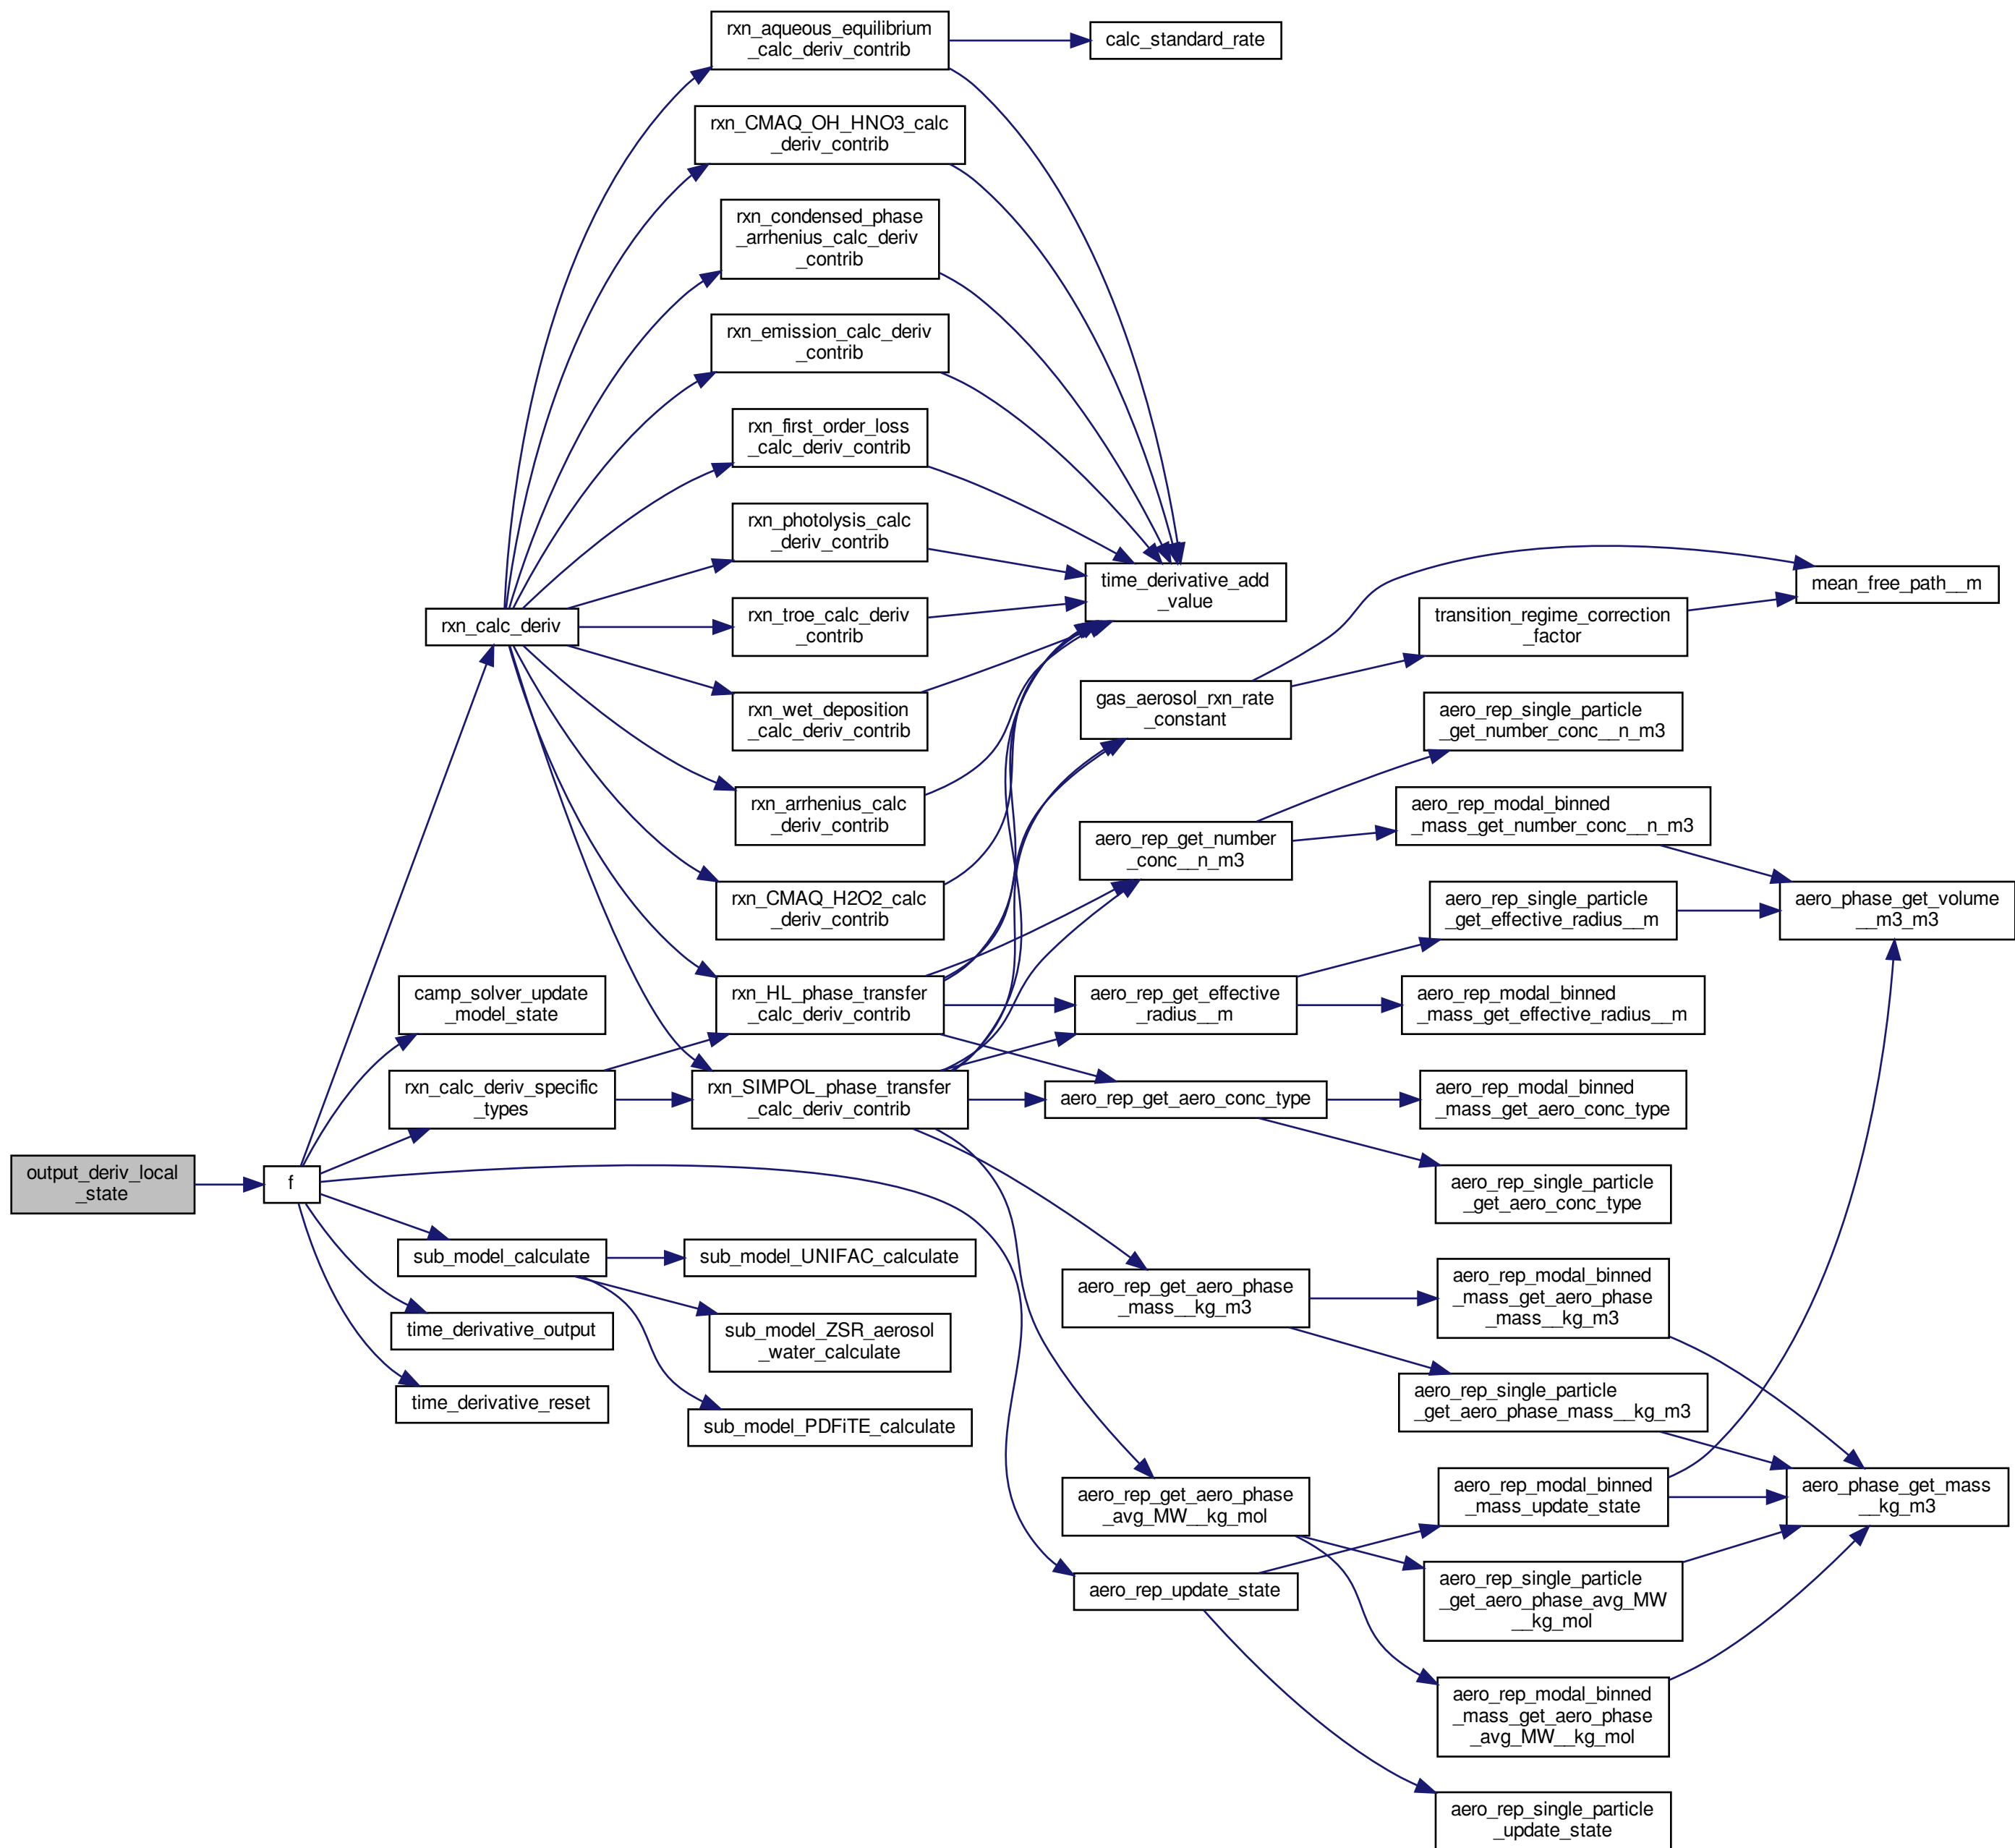 output_deriv_local
_state
f
rxn_calc_deriv
camp_solver_update
_model_state
rxn_calc_deriv_specific
_types
sub_model_calculate
time_derivative_output
time_derivative_reset
rxn_aqueous_equilibrium
_calc_deriv_contrib
rxn_CMAQ_OH_HNO3_calc
_deriv_contrib
rxn_condensed_phase
_arrhenius_calc_deriv
_contrib
rxn_emission_calc_deriv
_contrib
rxn_first_order_loss
_calc_deriv_contrib
rxn_photolysis_calc
_deriv_contrib
rxn_troe_calc_deriv
_contrib
rxn_wet_deposition
_calc_deriv_contrib
rxn_arrhenius_calc
_deriv_contrib
rxn_CMAQ_H2O2_calc
_deriv_contrib
rxn_HL_phase_transfer
_calc_deriv_contrib
rxn_SIMPOL_phase_transfer
_calc_deriv_contrib
sub_model_UNIFAC_calculate
sub_model_ZSR_aerosol
_water_calculate
sub_model_PDFiTE_calculate
calc_standard_rate
time_derivative_add
_value
gas_aerosol_rxn_rate
_constant
aero_rep_get_number
_conc__n_m3
aero_rep_get_effective
_radius__m
aero_rep_get_aero_conc_type
aero_rep_get_aero_phase
_mass__kg_m3
aero_rep_get_aero_phase
_avg_MW__kg_mol
aero_rep_update_state
transition_regime_correction
_factor
aero_rep_single_particle
_get_number_conc__n_m3
aero_rep_modal_binned
_mass_get_number_conc__n_m3
aero_rep_single_particle
_get_effective_radius__m
aero_rep_modal_binned
_mass_get_effective_radius__m
aero_rep_modal_binned
_mass_get_aero_conc_type
aero_rep_single_particle
_get_aero_conc_type
aero_rep_modal_binned
_mass_get_aero_phase
_mass__kg_m3
aero_rep_single_particle
_get_aero_phase_mass__kg_m3
aero_rep_modal_binned
_mass_update_state
aero_rep_single_particle
_get_aero_phase_avg_MW
__kg_mol
aero_rep_modal_binned
_mass_get_aero_phase
_avg_MW__kg_mol
aero_rep_single_particle
_update_state
mean_free_path__m
aero_phase_get_volume
__m3_m3
aero_phase_get_mass
__kg_m3